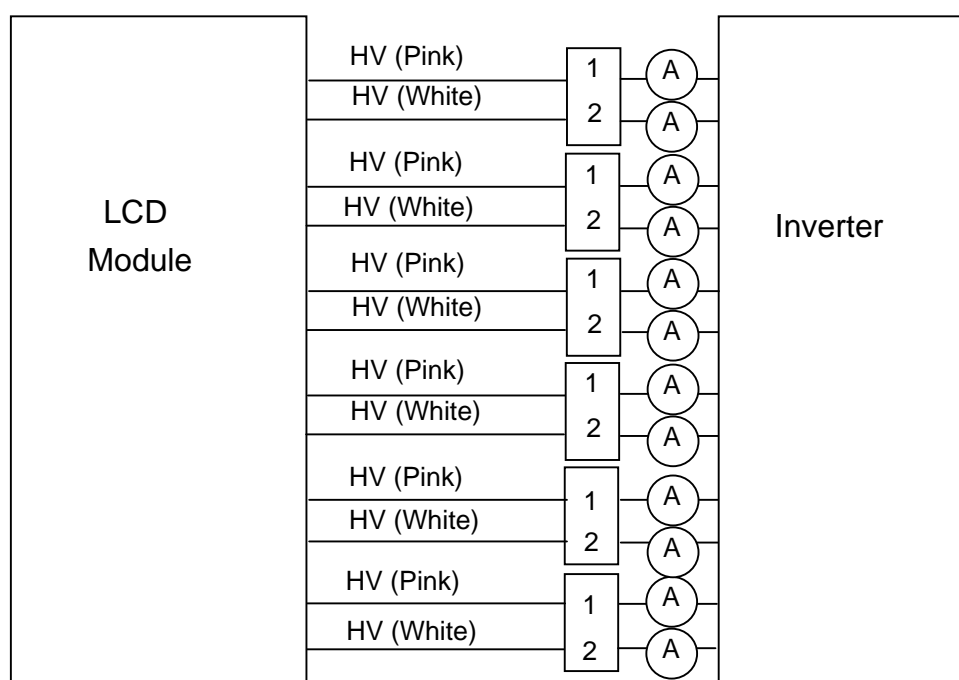 HV (Pink)
1
A
HV (White)
2
A
HV (Pink)
1
A
HV (White)
2
A
LCD
Module
Inverter
HV (Pink)
1
A
HV (White)
2
A
HV (Pink)
1
A
HV (White)
2
A
HV (Pink)
1
A
HV (White)
2
A
HV (Pink)
1
A
HV (White)
2
A